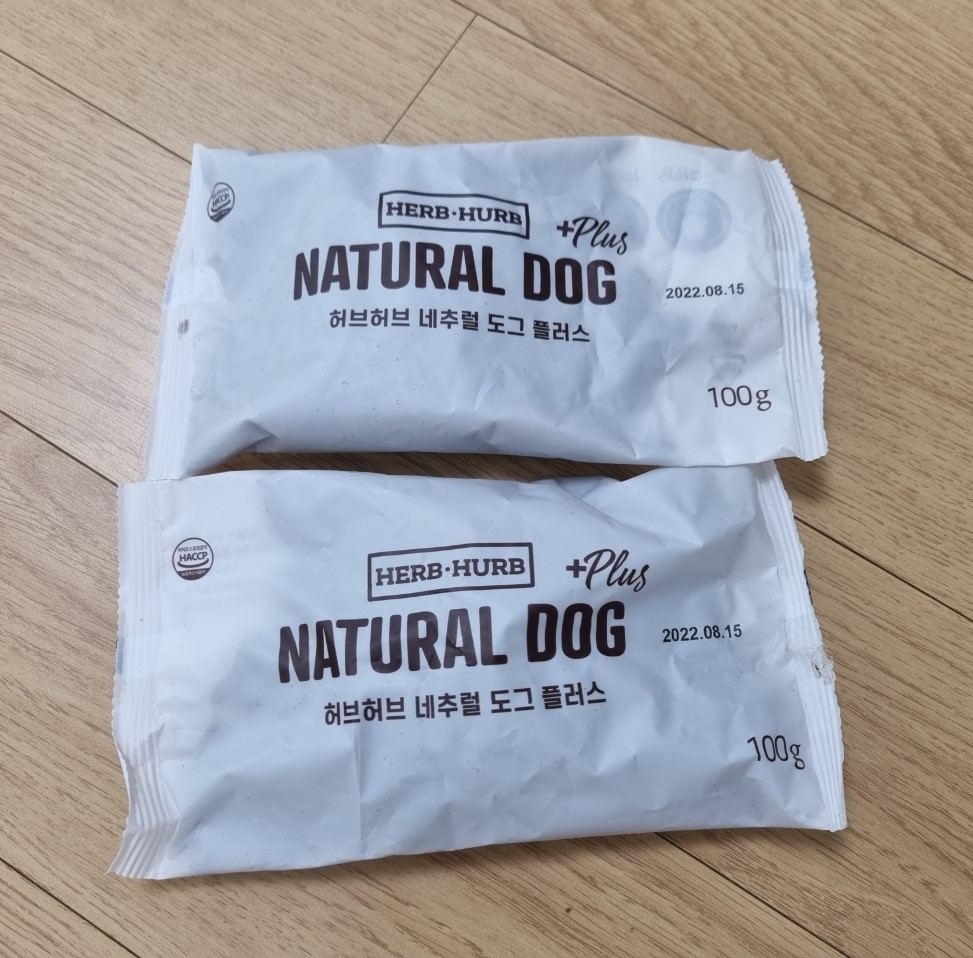 HACCP
HERB·HURB
+Plus
NATURAL DOG
2022.08.15
허브허브 네추럴 도그 플러스
100g
HACCP
HERB·HURB
+Plus
NATURAL DOG
2022.08.15
허브허브 네추럴 도그 플러스
100g